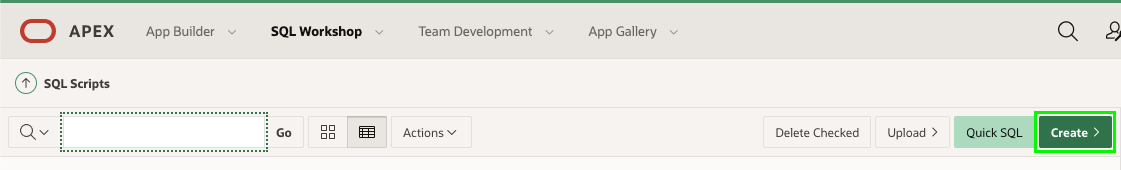 APEX App Builder SQL Workshop Team Development App Gallery
SQL Scripts
Go Actions Delete Checked Upload Quick SQL Create